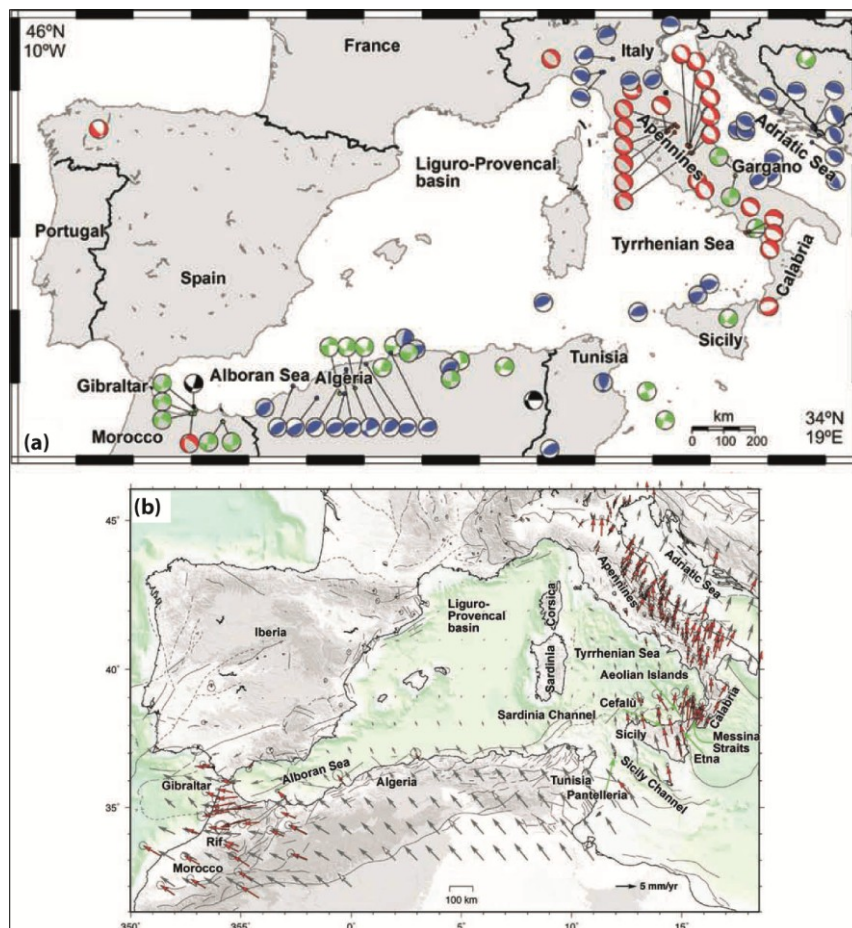 46ºN
10ºW
France
Italy
Apennines
Adriatic Sea
Gargano
Liguro-Provencal
basin
Portugal
Spain
Tyrrhenian Sea
Calabria
Sicily
Gibraltar
Alboran Sea
Algeria
Tunisia
Morocco
km
0 100 200
34ºN
19ºE
(a)
(b)
45˚
40˚
35˚
350˚ 355˚ 0˚ 5˚ 10˚ 15˚
Iberia
Liguro-
Provencal
basin
Corsica
Sardinia
Apennines
Adriatic Sea
Tyrrhenian Sea
Aeolian Islands
Cefalù
Calabria
Sardinia Channel
Sicily
Messina
Straits
Etna
Sicily Channel
Gibraltar
Alboran Sea
Algeria
Tunisia
Pantelleria
Rif
Morocco
100 km
5 mm/yr